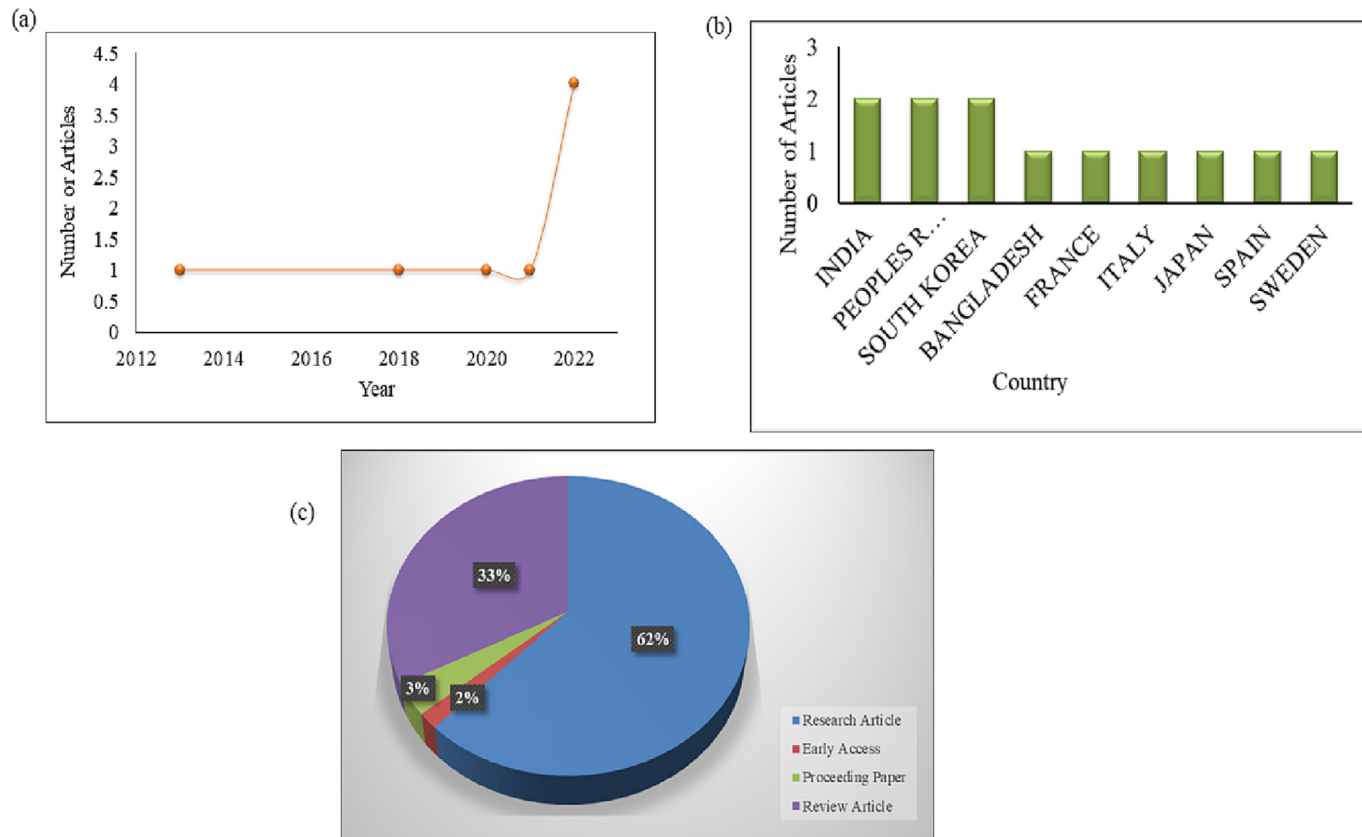 (a)
4.5
4
3.5
3
2.5
2
1.5
1
0.5
0
Number or Articles
2012 2014 2016 2018 2020 2022
Year
(b)
3
2
1
0
Number of Articles
INDIA
PEOPLES R...
SOUTH KOREA
BANGLADESH
FRANCE
ITALY
JAPAN
SPAIN
SWEDEN
Country
(c)
33%
62%
3%
2%
Research Article
Early Access
Proceeding Paper
Review Article